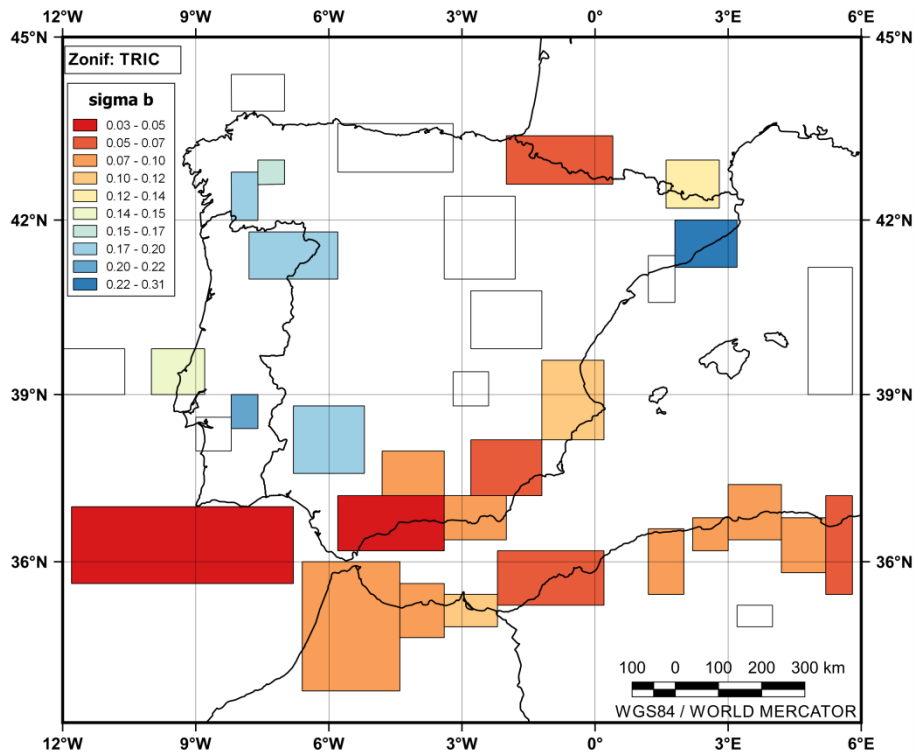 12°W 9°W 6°W 3°W 0° 3°E 6°E
45°N 45°N
Zonif: TRIC
sigma b
0.03 - 0.05
0.05 - 0.07
0.07 - 0.10
0.10 - 0.12
0.12 - 0.14
0.14 - 0.15
0.15 - 0.17
0.17 - 0.20
0.20 - 0.22
0.22 - 0.31
42°N 42°N
39°N 39°N
36°N 36°N
100 0 100 200 300 km
WGS84 / WORLD MERCATOR
12°W 9°W 6°W 3°W 0° 3°E 6°E